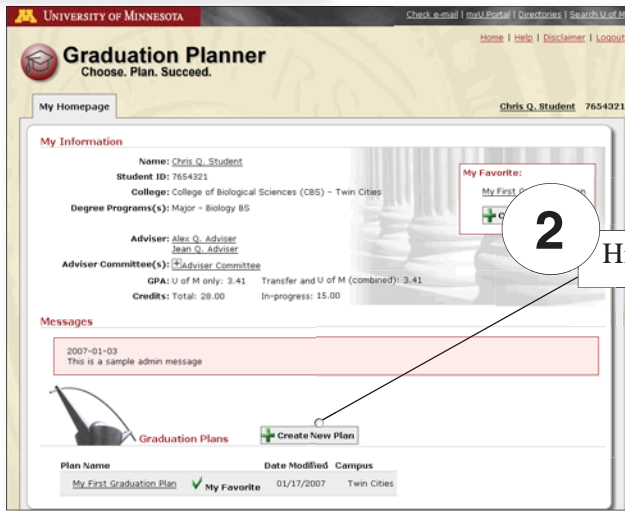 UNIVERSITY OF MINNESOTA
Check e-mail | myU Portal | Directories | Search U of M
Home | Help | Disclaimer | Logout
Graduation Planner
Choose. Plan. Succeed.
My Homepage
Chris Q. Student 7654321
My Information
Name: Chris Q. Student
Student ID: 7654321
College: College of Biological Sciences (CBS) - Twin Cities
Degree Programs(s): Major - Biology BS
My Favorite:
My First
2
Adviser: Alex Q. Adviser
Jean Q. Adviser
Adviser Committee(s): Adviser Committee
GPA: U of M only: 3.41 Transfer and U of M (combined): 3.41
Credits: Total: 28.00 In-progress: 15.00
Messages
2007-01-03
This is a sample admin message
Graduation Plans
Create New Plan
Plan Name Date Modified Campus
My First Graduation Plan My Favorite 01/17/2007 Twin Cities